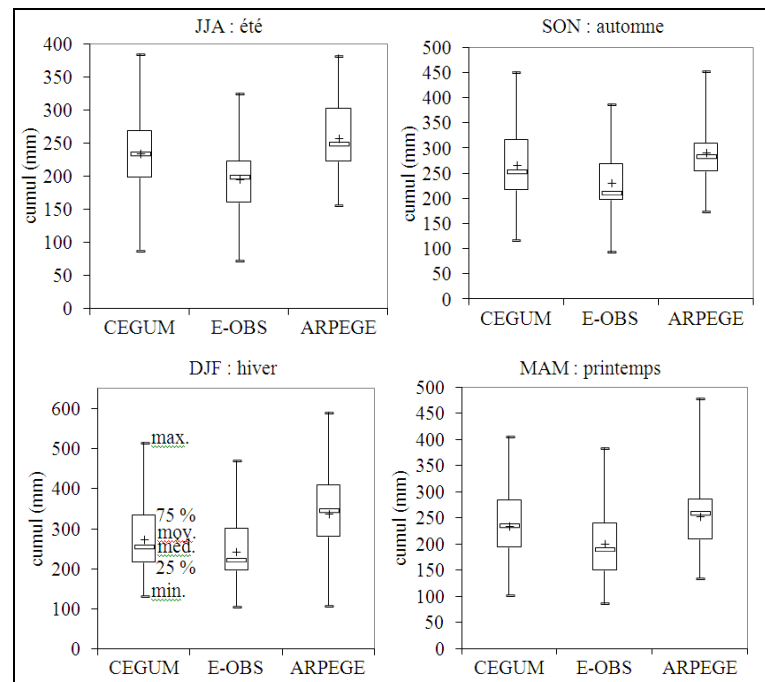 JJA : été
cumul (mm)
400
350
300
250
200
150
100
50
0
CEGUM E-OBS ARPEGE
SON : automne
cumul (mm)
500
450
400
350
300
250
200
150
100
50
0
CEGUM E-OBS ARPEGE
DJF : hiver
cumul (mm)
600
500
400
300
200
100
0
max.
75 %
moy.
med.
25 %
min.
CEGUM E-OBS ARPEGE
MAM : printemps
cumul (mm)
500
450
400
350
300
250
200
150
100
50
0
CEGUM E-OBS ARPEGE